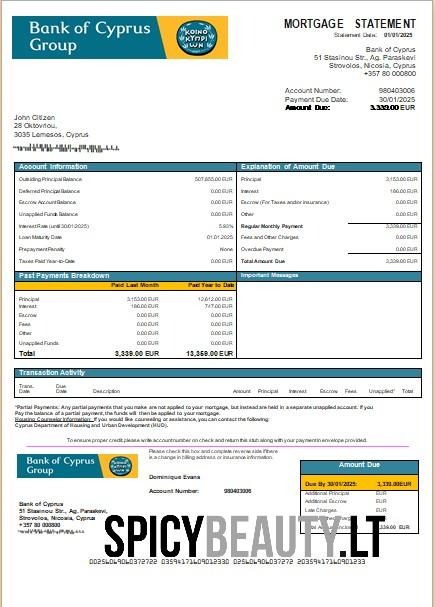 Bank of Cyprus
Group
ΚΟΙΝΟ
ΚΥΠΡΙ
ΩΝ
MORTGAGE STATEMENT
Statement Date: 01/01/2025
Bank of Cyprus
51 Stasinou Str., Ag. Paraskevi
Strovolos, Nicosia, Cyprus
+357 80 000800
Account Number: 980403006
Payment Due Date: 30/01/2025
Amount Due: 3,339.00 EUR
John Citizen
28 Oktovriou,
3035 Lemesos, Cyprus
Account Information
Outstanding Principal Balance 507,855.00 EUR
Deferred Principal Balance 0.00 EUR
Escrow Account Balance 0.00 EUR
Unapplied Funds Balance 0.00 EUR
Interest Rate (until 30/01/2025) 5.93%
Loan Maturity Date 01.01.2025
Prepayment Penalty None
Taxes Paid Year-to-Date 0.00 EUR
Explanation of Amount Due
Principal 3,153.00 EUR
Interest 186.00 EUR
Escrow (For Taxes and/or Insurance) 0.00 EUR
Other 0.00 EUR
Regular Monthly Payment 3,339.00 EUR
Fees and Other Charges 0.00 EUR
Overdue Payment 0.00 EUR
Total Amount Due 3,339.00 EUR
Past Payments Breakdown
Paid Last Month Paid Year to Date
Principal 3,153.00 EUR 12,612.00 EUR
Interest 186.00 EUR 747.00 EUR
Escrow 0.00 EUR 0.00 EUR
Fees 0.00 EUR 0.00 EUR
Other 0.00 EUR 0.00 EUR
Unapplied Funds 0.00 EUR 0.00 EUR
Total 3,339.00 EUR 13,359.00 EUR
Important Messages
Transaction Activity
Trans. Date Due Date Description Amount Principal Interest Escrow Fees Unapplied* Total
*Partial Payments: Any partial payments that you make are not applied to your mortgage, but instead are held in a separate unapplied account. If you
Pay the balance of a partial payment, the funds will then be applied to your mortgage.
Housing Counselor Information: If you would like counseling or assistance, you can contact the following:
Cyprus Department of Housing and Urban Development (HUD).
To ensure proper credit please write account number on check and return this stub along with your payment in envelope provided.
Bank of Cyprus
Group
Please check this box and complete reverse side if there
is a change in billing address or insurance information.
Dominique Evans
Account Number: 980403006
Bank of Cyprus
51 Stasinou Str., Ag. Paraskevi,
Strovolos, Nicosia, Cyprus
+357 80 000800
Amount Due
Due By 30/01/2025: 3,339.00 EUR
Additional Principal EUR
Additional Escrow EUR
Late Charges EUR
EUR
3,339.00 EUR
SPICYBEAUTY.LT